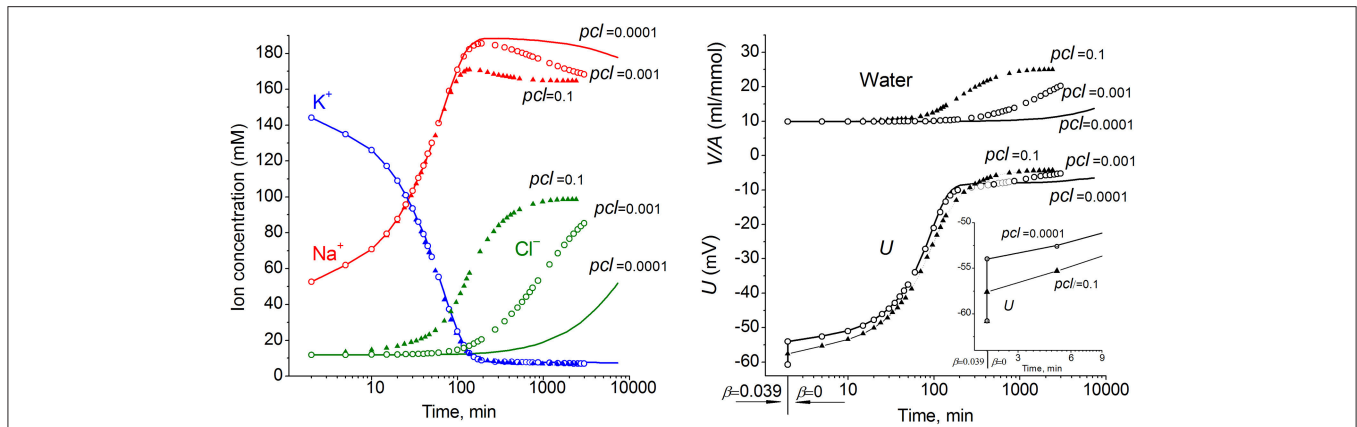 Ion concentration (mM)
180
160
140
120
100
80
60
40
20
0
K⁺
Na⁺
Cl⁻
pcl=0.0001
pcl=0.001
pcl=0.1
pcl=0.1
pcl=0.001
pcl=0.0001
10
100
1000
10000
Time, min
V/A (ml/mmol)
30
20
10
0
U (mV)
-10
-20
-30
-40
-50
-60
Water
pcl=0.1
pcl=0.001
pcl=0.0001
pcl=0.1
pcl=0.001
pcl=0.0001
U
-50
-55
-60
pcl=0.0001
pcl=0.1
U
3
6
9
β=0.039
β=0
Time, min
10
100
1000
10000
β=0.039
β=0
Time, min